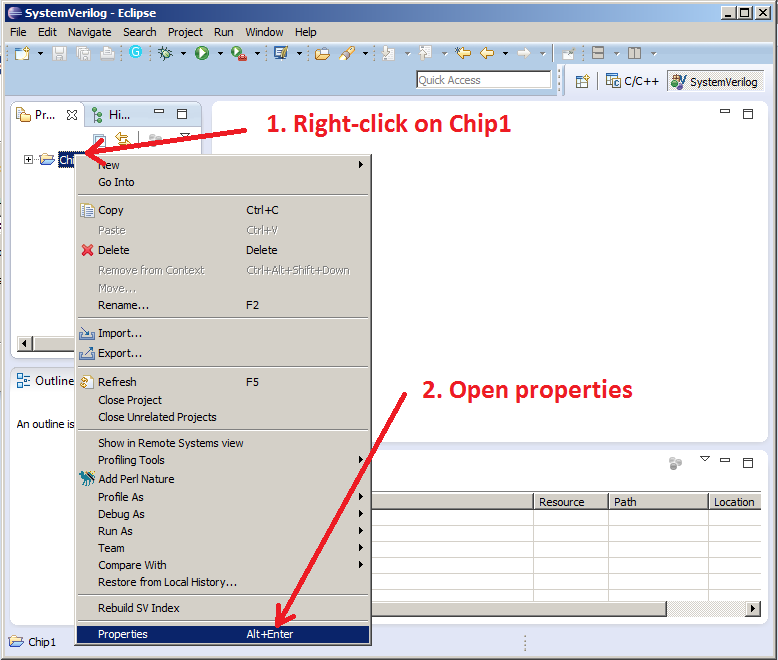 SystemVerilog - Eclipse
File Edit Navigate Search Project Run Window Help
Quick Access
C/C++ SystemVerilog
Pr... Hi...
1. Right-click on Chip1
New
Go Into
Copy Ctrl+C
Paste Ctrl+V
Delete Delete
Remove from Context Ctrl+Alt+Shift+Down
Move...
Rename... F2
Import...
Export...
Outline
Refresh F5
2. Open properties
Close Project
Close Unrelated Projects
An outline is
Show in Remote Systems view
Profiling Tools
Add Perl Nature
Profile As
Resource Path Location
Debug As
Run As
Team
Compare With
Restore from Local History...
Rebuild SV Index
Properties Alt+Enter
Chip1